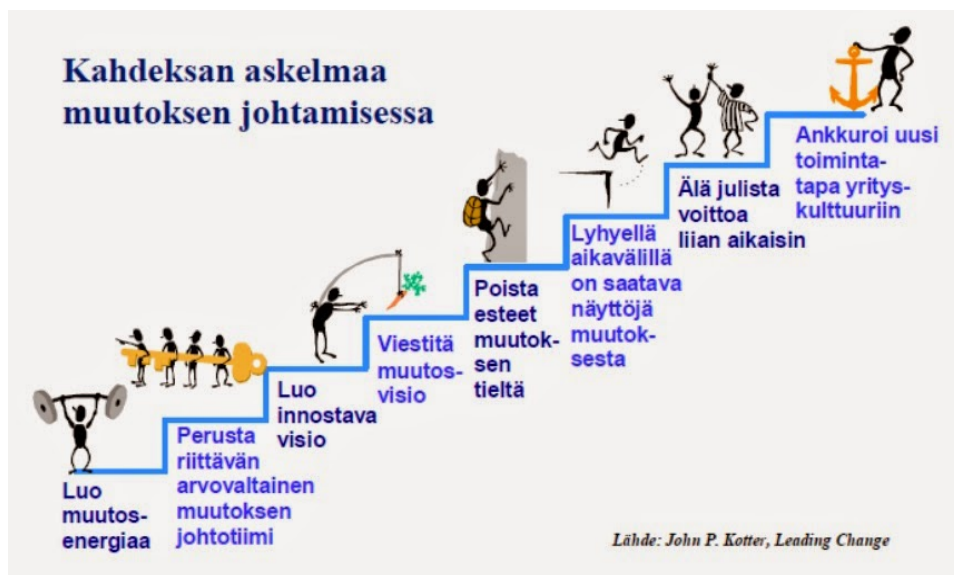 Kahdeksan askelmaa
muutoksen johtamisessa
Luo
muutos-
energiaa
Perusta
riittävän
arvovaltainen
muutoksen
johtotiimi
Luo
innostava
visio
Viestitä
muutos-
visio
Poista
esteet
muutok-
sen
tieltä
Lyhyellä
aikavälillä
on saatava
näyttöjä
muutok-
sesta
Älä julista
voittoa
liian aikaisin
Ankkuroi uusi
toiminta-
tapa yritys-
kulttuuriin
Lähde: John P. Kotter, Leading Change